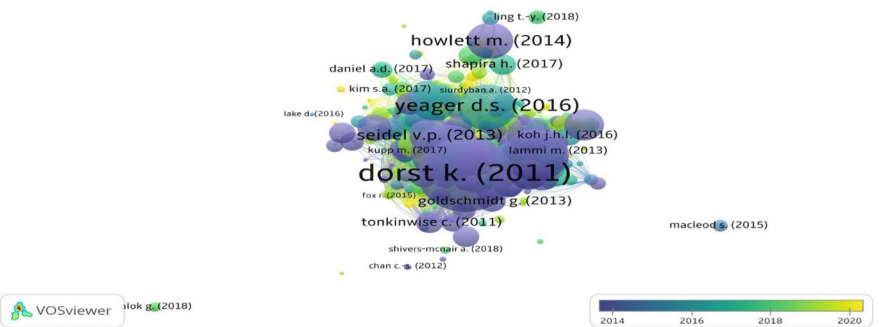 ling t.-y. (2018)
howlett m. (2014)
shapira h. (2017)
daniel a.d. (2017)
kim s.a. (2017)
siurdyban a. (2012)
yeager d.s. (2016)
lake d. (2016)
seidel v.p. (2013)
koh j.h.l. (2016)
kupp m. (2017)
lammi m. (2013)
dorst k. (2011)
fox r. (2015)
goldschmidt g. (2013)
tonkinwise c. (2011)
macleod s. (2015)
shivers-mcnair a. (2018)
chan c.-s. (2012)
VOSviewer
alok g. (2018)
2014 2016 2018 2020